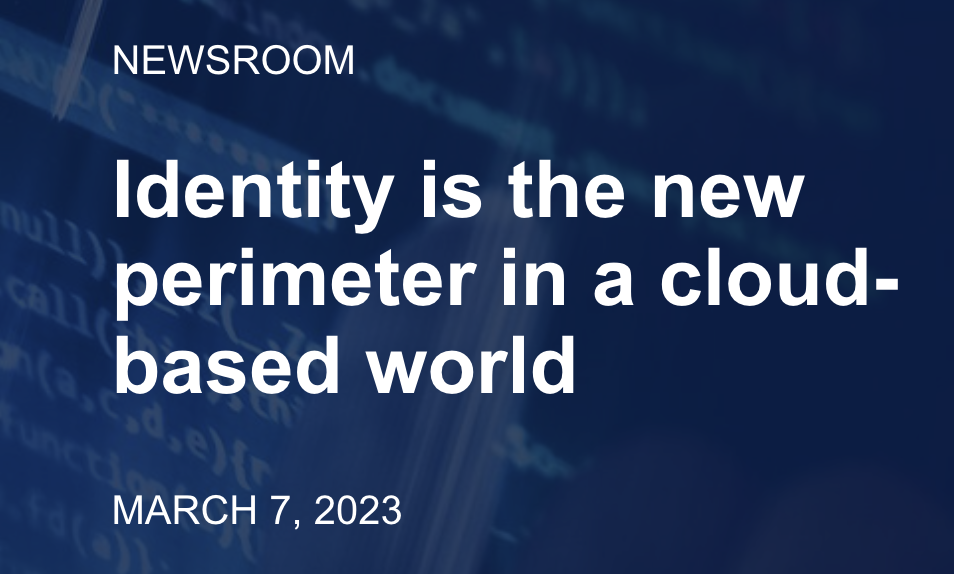 NEWSROOM
Identity is the new
perimeter in a cloud-
based world
MARCH 7, 2023